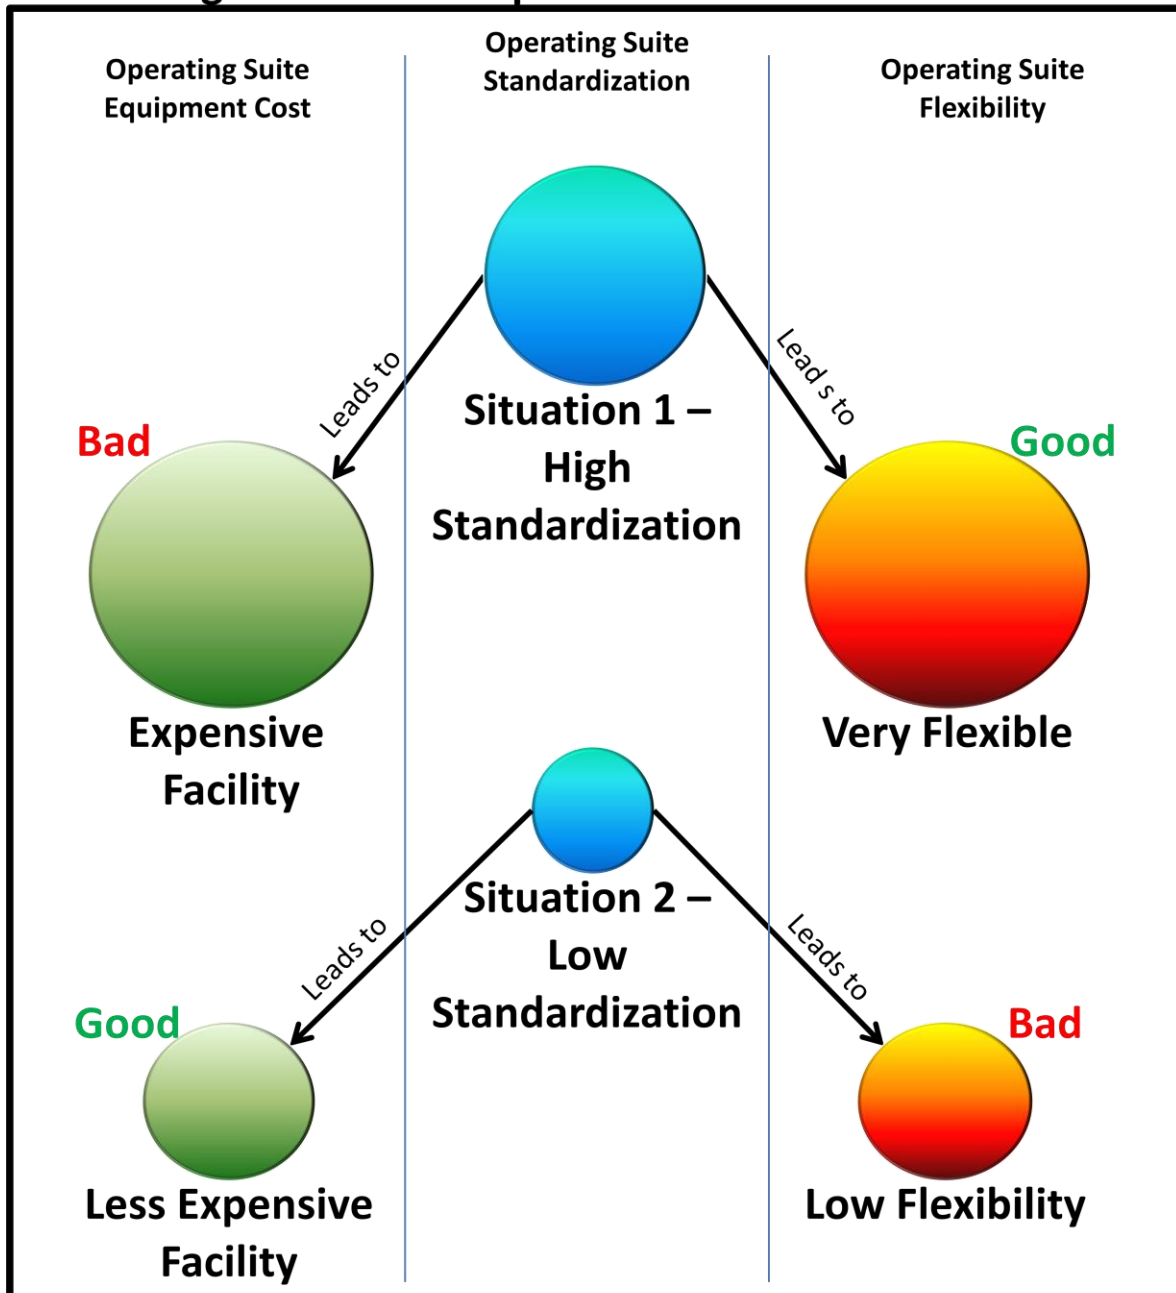 Operating Suite
Equipment Cost
Operating Suite
Standardization
Operating Suite
Flexibility
Leads to
Lead s to
Situation 1 –
High
Standardization
Bad
Good
Expensive
Facility
Very Flexible
Situation 2 –
Low
Standardization
Leads to
Leads to
Good
Bad
Less Expensive
Facility
Low Flexibility